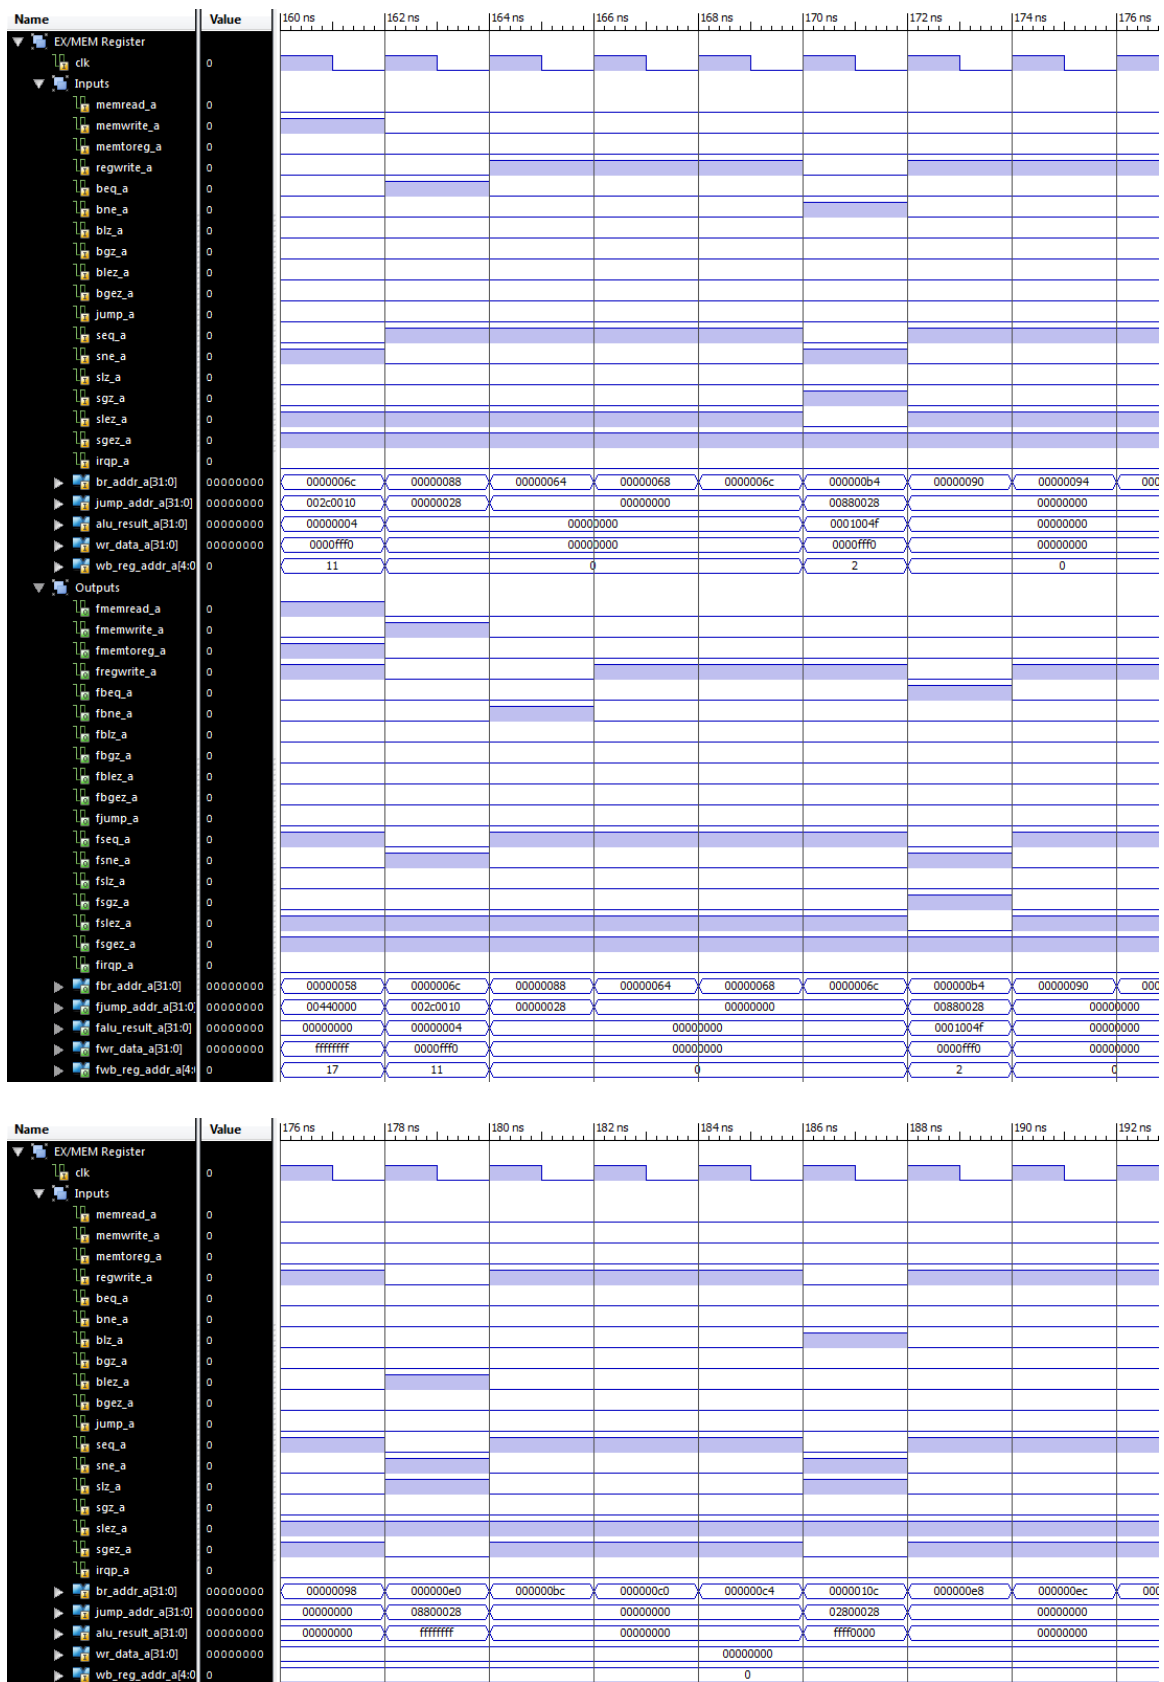 Name Value 160 ns 162 ns 164 ns 166 ns 168 ns 170 ns 172 ns 174 ns 176 ns
EX/MEM Register
clk 0
Inputs
memread_a 0
memwrite_a 0
memtoreg_a 0
regwrite_a 0
beq_a 0
bne_a 0
blz_a 0
bgz_a 0
blez_a 0
bgez_a 0
jump_a 0
seq_a 0
sne_a 0
slz_a 0
sgz_a 0
slez_a 0
sgez_a 0
irqp_a 0
br_addr_a[31:0] 00000000 0000006c 00000088 00000064 00000068 0000006c 000000b4 00000090 00000094 000
jump_addr_a[31:0] 00000000 002c0010 00000028 00000000 00880028 00000000
alu_result_a[31:0] 00000000 00000004 00000000 0001004f 00000000
wr_data_a[31:0] 00000000 0000fff0 00000000 0000fff0 00000000
wb_reg_addr_a[4:0 0 11 0 2 0
Outputs
fmemread_a 0
fmemwrite_a 0
fmemtoreg_a 0
fregwrite_a 0
fbeq_a 0
fbne_a 0
fblz_a 0
fbgz_a 0
fblez_a 0
fbgez_a 0
fjump_a 0
fseq_a 0
fsne_a 0
fslz_a 0
fsgz_a 0
fslez_a 0
fsgez_a 0
firqp_a 0
fbr_addr_a[31:0] 00000000 00000058 0000006c 00000088 00000064 00000068 0000006c 000000b4 00000090 000
fjump_addr_a[31:0 00000000 00440000 002c0010 00000028 00000000 00880028 00000000
falu_result_a[31:0] 00000000 00000000 00000004 00000000 0001004f 00000000
fwr_data_a[31:0] 00000000 ffffffff 0000fff0 00000000 0000fff0 00000000
fwb_reg_addr_a[4: 0 17 11 0 2 0
Name Value 176 ns 178 ns 180 ns 182 ns 184 ns 186 ns 188 ns 190 ns 192 ns
EX/MEM Register
clk 0
Inputs
memread_a 0
memwrite_a 0
memtoreg_a 0
regwrite_a 0
beq_a 0
bne_a 0
blz_a 0
bgz_a 0
blez_a 0
bgez_a 0
jump_a 0
seq_a 0
sne_a 0
slz_a 0
sgz_a 0
slez_a 0
sgez_a 0
irqp_a 0
br_addr_a[31:0] 00000000 00000098 000000e0 000000bc 000000c0 000000c4 0000010c 000000e8 000000ec 000
jump_addr_a[31:0] 00000000 00000000 08800028 00000000 02800028 00000000
alu_result_a[31:0] 00000000 00000000 ffffffff 00000000 ffff0000 00000000
wr_data_a[31:0] 00000000 00000000
wb_reg_addr_a[4:0 0 0